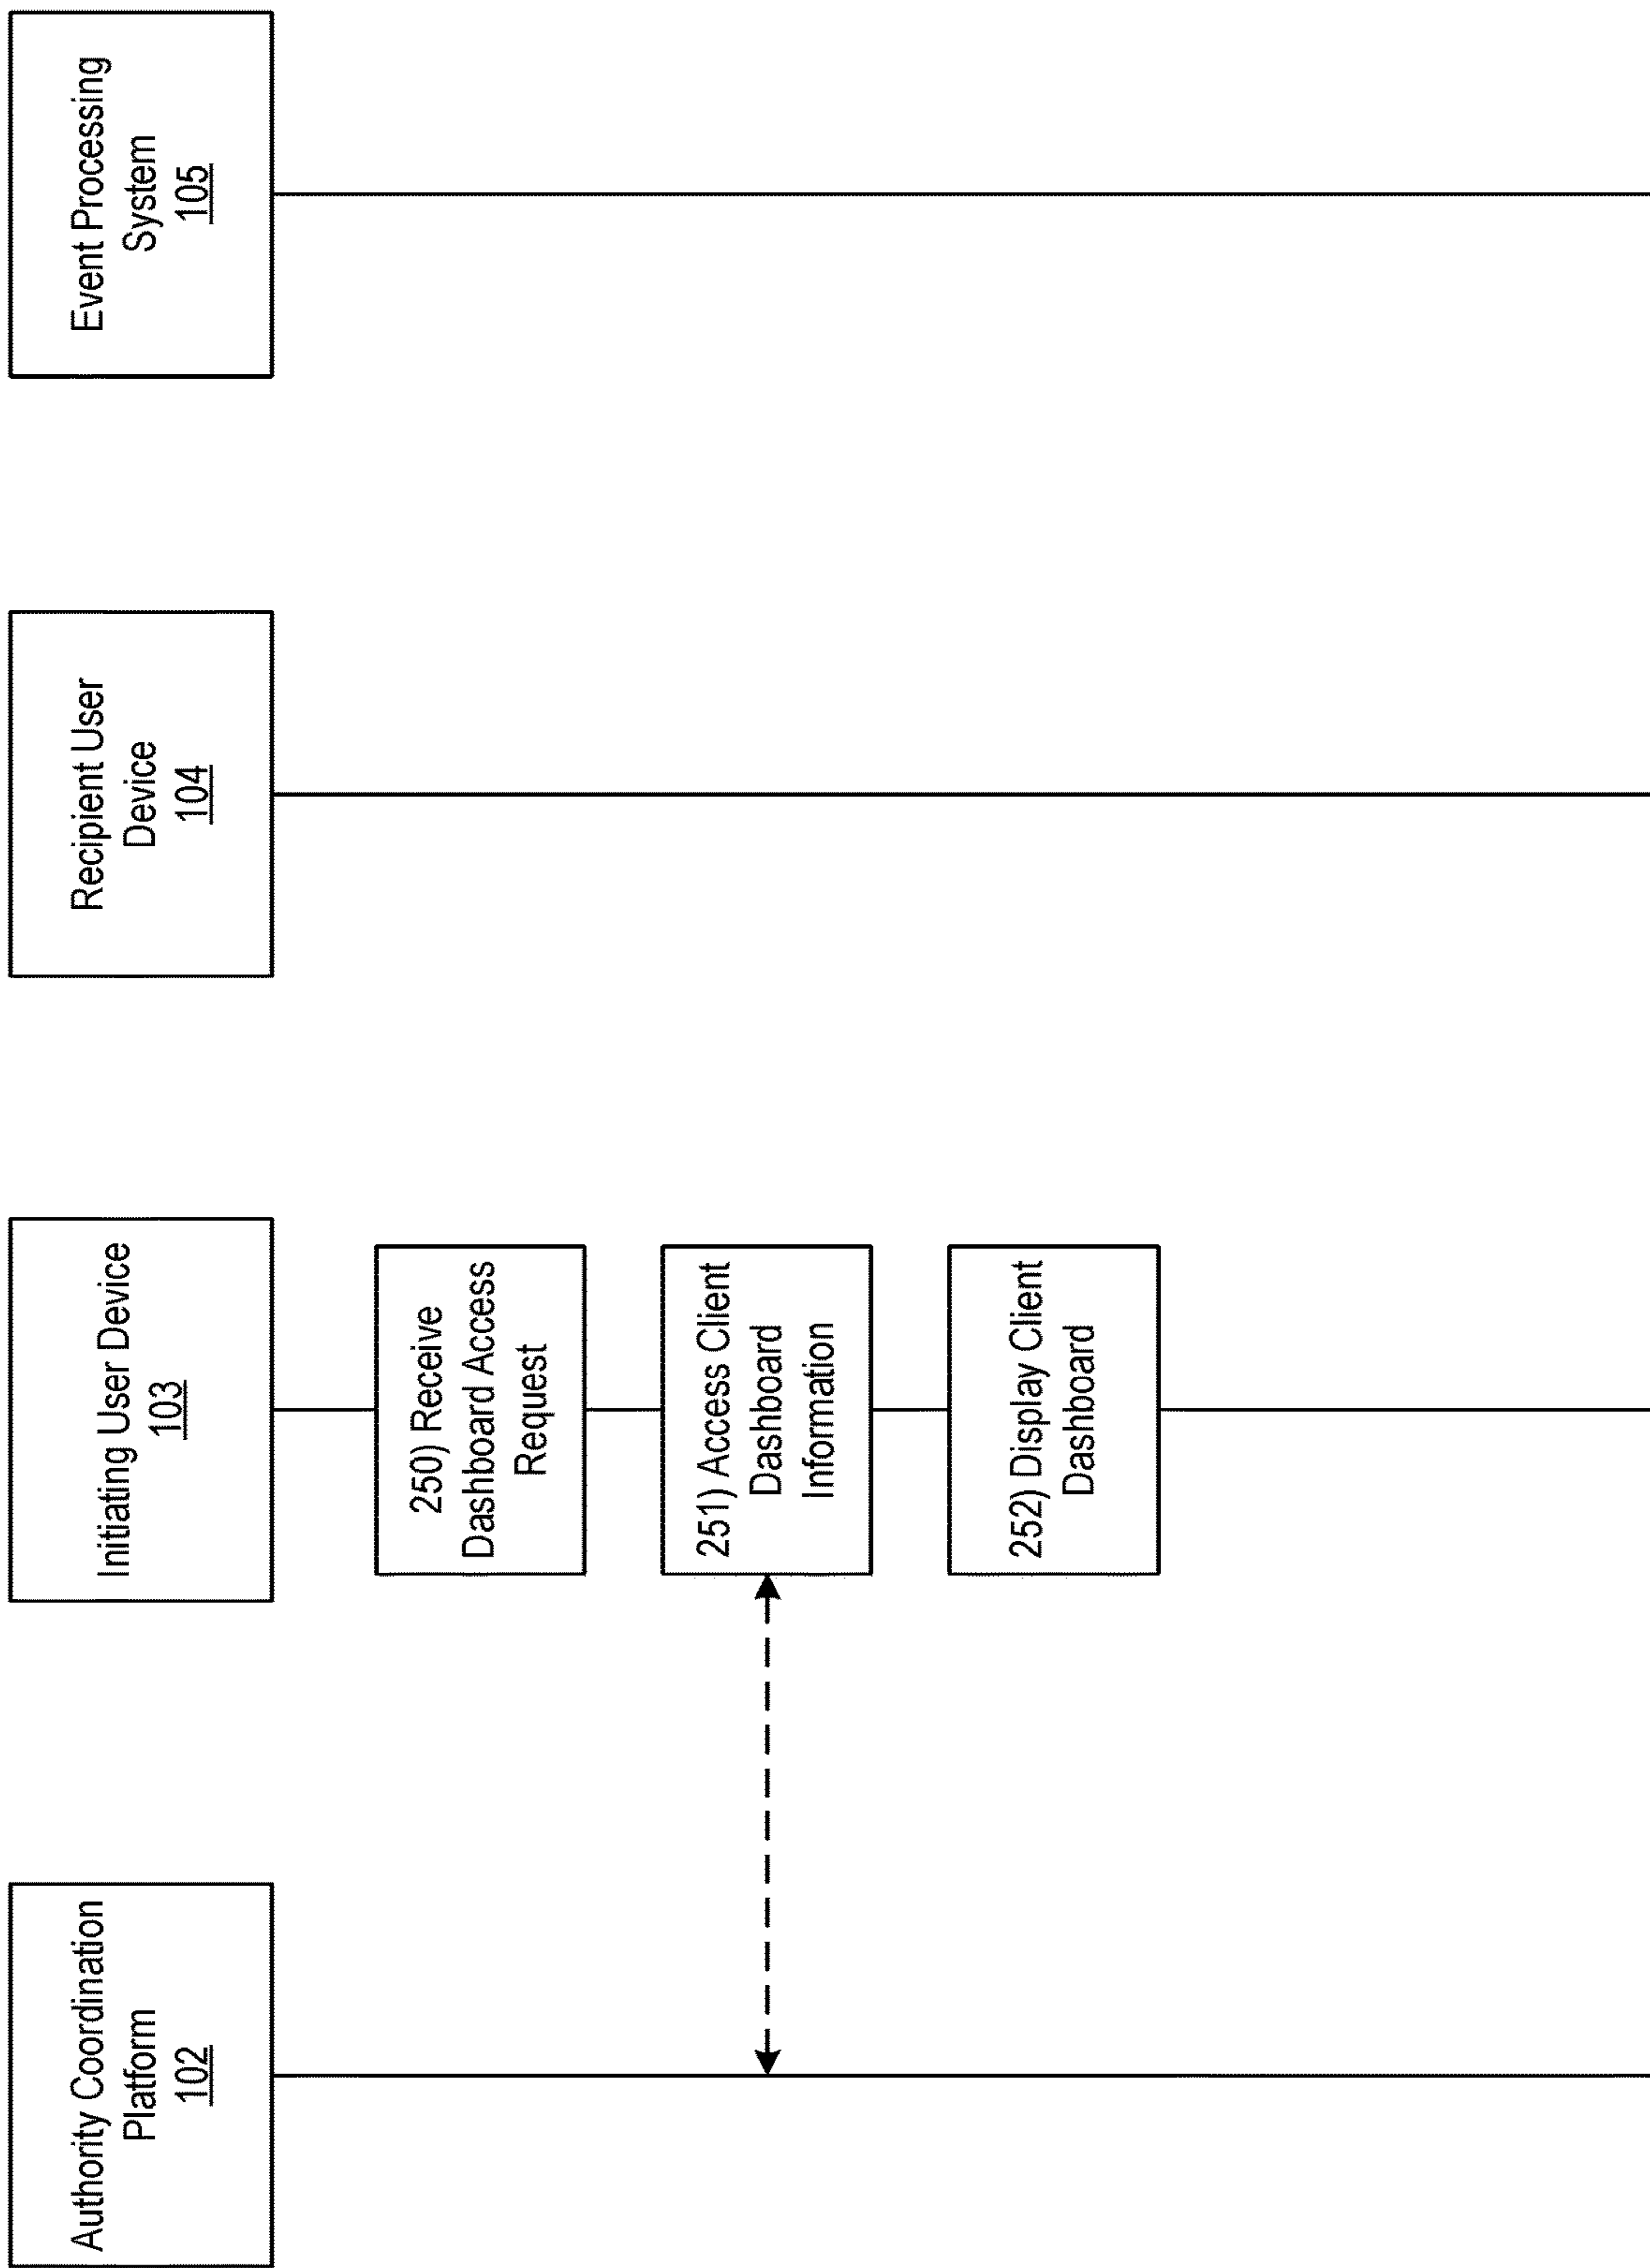 Authority Coordination
Platform
102
Initiating User Device
103
Recipient User
Device
104
Event Processing
System
105
250) Receive
Dashboard Access
Request
251) Access Client
Dashboard
Information
252) Display Client
Dashboard